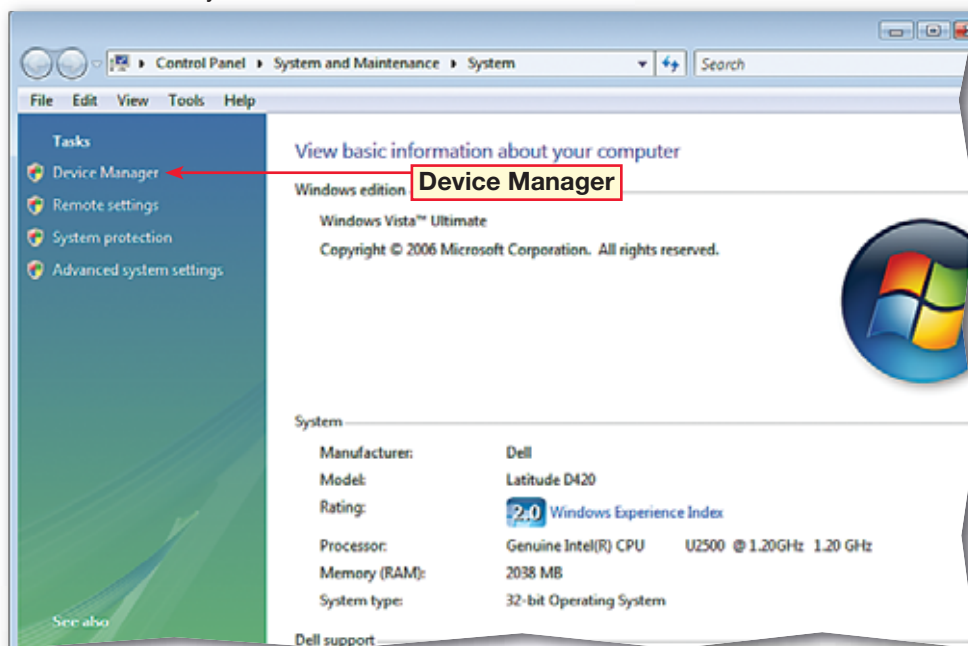 Control Panel System and Maintenance System Search
File Edit View Tools Help
Tasks
Device Manager
Remote settings
System protection
Advanced system settings
See also
View basic information about your computer
Device Manager
Windows edition
Windows Vista™ Ultimate
Copyright © 2006 Microsoft Corporation. All rights reserved.
System
Manufacturer: Dell
Model: Latitude D420
Rating: 2.0 Windows Experience Index
Processor: Genuine Intel(R) CPU U2500 @ 1.20GHz 1.20 GHz
Memory (RAM): 2038 MB
System type: 32-bit Operating System
Dell support